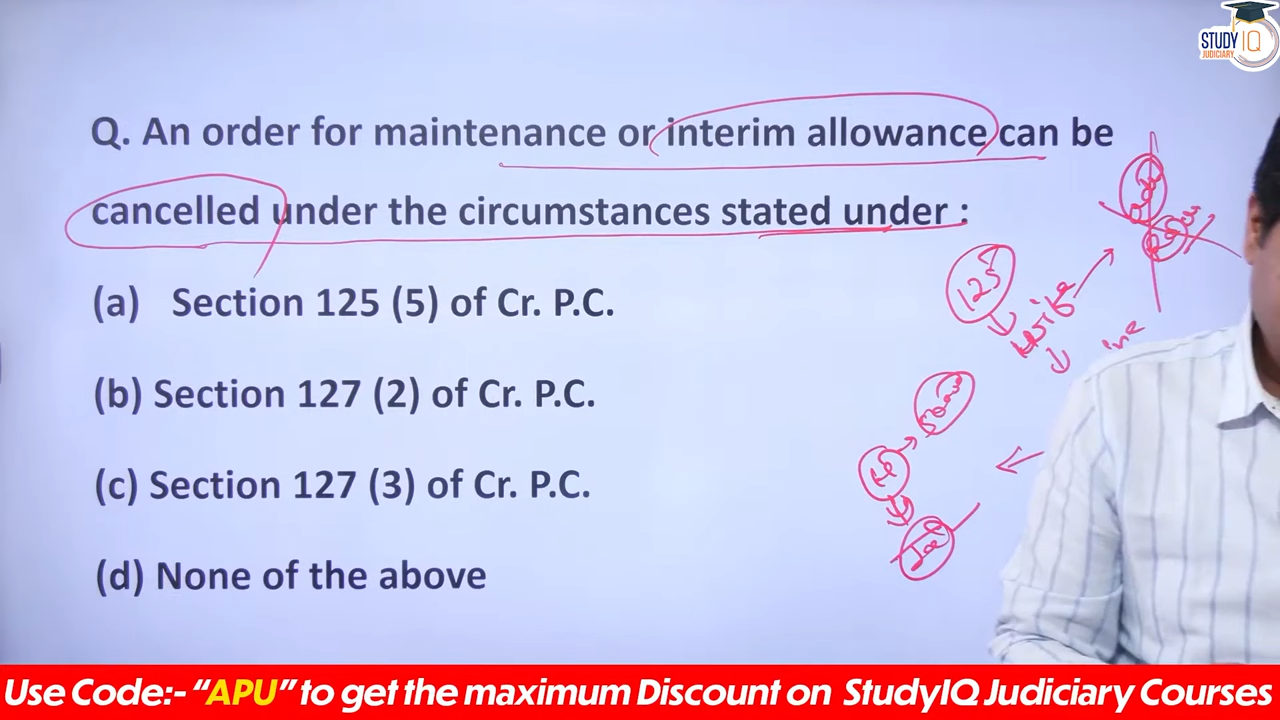 STUDY IQ
JUDICIARY
Q. An order for maintenance or interim allowance can be
cancelled under the circumstances stated under :
(a) Section 125 (5) of Cr. P.C.
(b) Section 127 (2) of Cr. P.C.
(c) Section 127 (3) of Cr. P.C.
(d) None of the above
125
Use Code:- “APU” to get the maximum Discount on StudyIQ Judiciary Courses